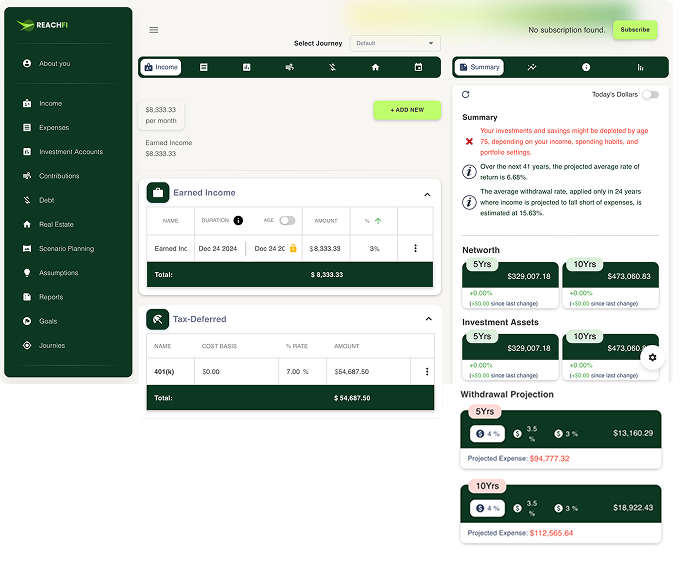 REACHFI
About you
Income
Expenses
Investment Accounts
Contributions
Debt
Real Estate
Scenario Planning
Assumptions
Reports
Goals
Journies
No subscription found.
Subscribe
Select Journey
Default
Income
$8,333.33
per month
+ ADD NEW
Earned Income
$8,333.33
Earned Income
NAME DURATION i AGE AMOUNT %
Earned Inc Dec 24 2024 Dec 24 20 $8,333.33 3%
Total: $ 8,333.33
Tax-Deferred
NAME COST BASIS % RATE AMOUNT
401(k) $0.00 7.00 % $54,687.50
Total: $ 54,687.50
Summary
Today's Dollars
Summary
Your investments and savings might be depleted by age
75, depending on your income, spending habits, and
portfolio settings.
Over the next 41 years, the projected average rate of
return is 6.68%.
The average withdrawal rate, applied only in 24 years
where income is projected to fall short of expenses, is
estimated at 15.63%.
Networth
5Yrs
$329,007.18
+0.00%
(+$0.00 since last change)
10Yrs
$473,060.83
+0.00%
(+$0.00 since last change)
Investment Assets
5Yrs
$329,007.18
+0.00%
(+$0.00 since last change)
10Yrs
$473,060.
+0.00%
(+$0.00 since last change)
Withdrawal Projection
5Yrs
4 % 3.5 % 3 % $13,160.29
Projected Expense: $94,777.32
10Yrs
4 % 3.5 % 3 % $18,922.43
Projected Expense: $112,565.64